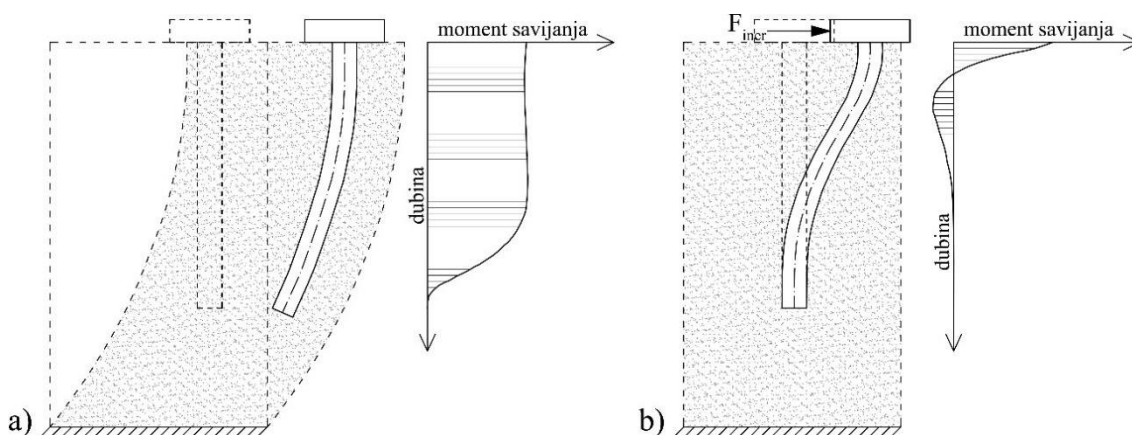 moment savijanja
dubina
a)
F_iner
moment savijanja
dubina
b)